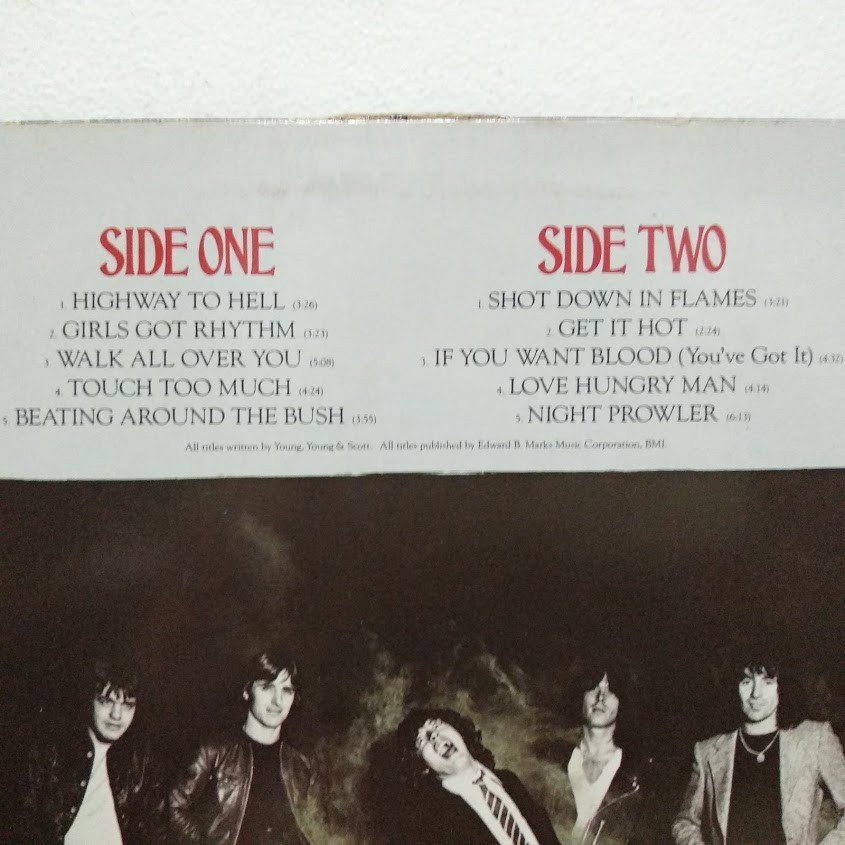 SIDE ONE
1. HIGHWAY TO HELL (3:26)
2. GIRLS GOT RHYTHM (3:23)
3. WALK ALL OVER YOU (5:08)
4. TOUCH TOO MUCH (4:24)
5. BEATING AROUND THE BUSH (3:55)
SIDE TWO
1. SHOT DOWN IN FLAMES (3:21)
2. GET IT HOT (2:24)
3. IF YOU WANT BLOOD (You've Got It) (4:32)
4. LOVE HUNGRY MAN (4:14)
5. NIGHT PROWLER (6:13)
All titles written by Young, Young & Scott. All titles published by Edward B. Marks Music Corporation, BMI.